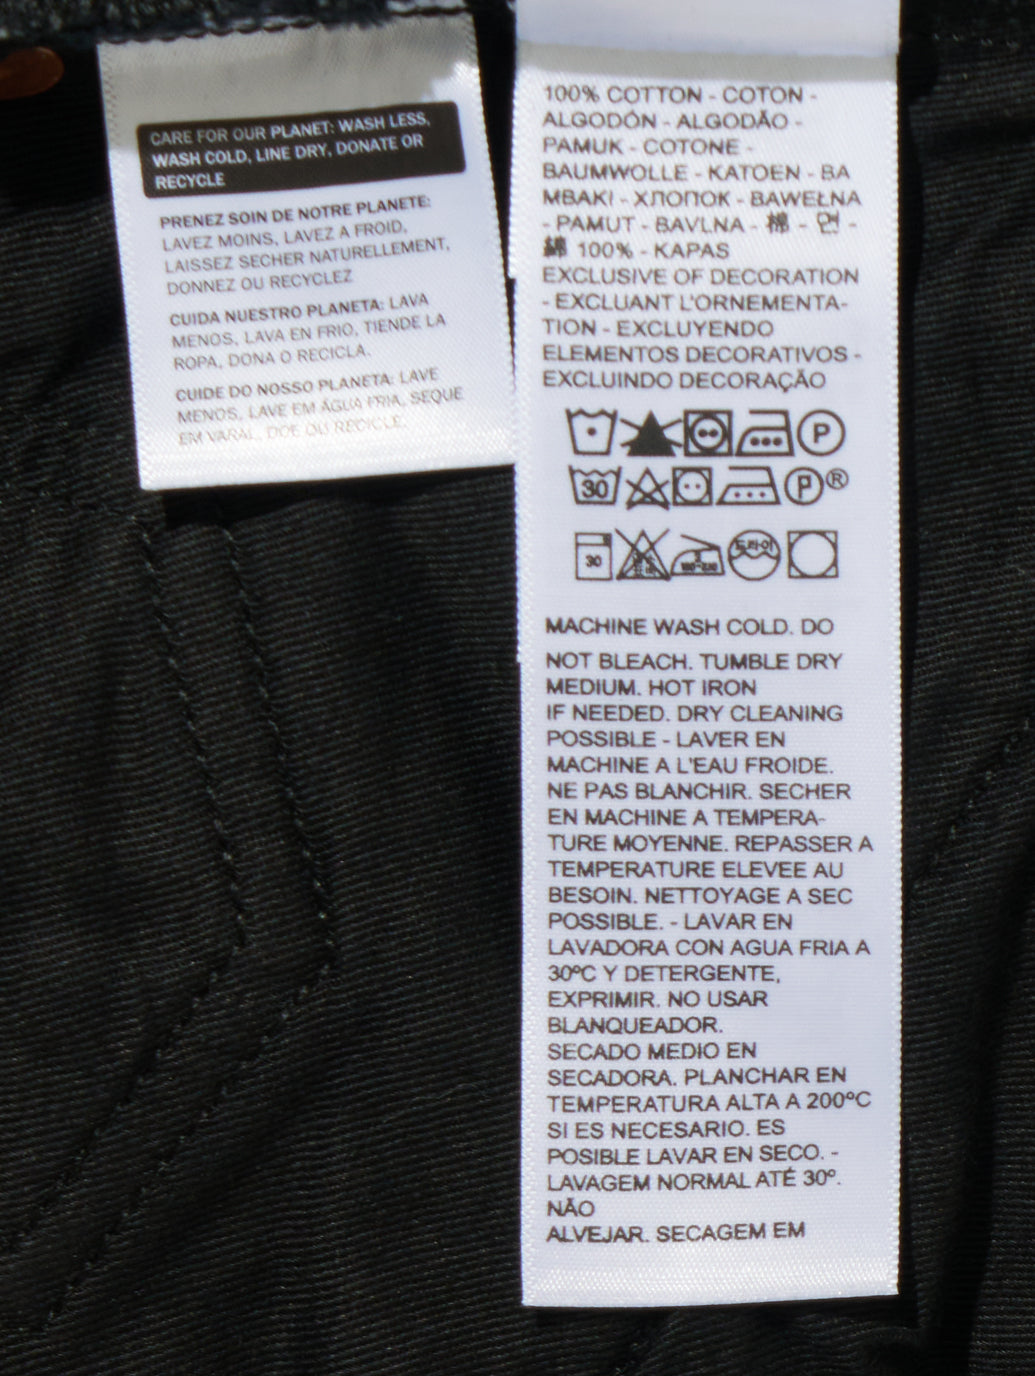 CARE FOR OUR PLANET: WASH LESS,
WASH COLD, LINE DRY, DONATE OR
RECYCLE
PRENEZ SOIN DE NOTRE PLANETE:
LAVEZ MOINS, LAVEZ A FROID,
LAISSEZ SECHER NATURELLEMENT,
DONNEZ OU RECYCLEZ
CUIDA NUESTRO PLANETA: LAVA
MENOS, LAVA EN FRIO, TIENDE LA
ROPA, DONA O RECICLA.
CUIDE DO NOSSO PLANETA: LAVE
MENOS, LAVE EM ÁGUA FRIA, SEQUE
EM VARAL, DOE OU RECICLE.
100% COTTON - COTON -
ALGODÓN - ALGODÃO -
PAMUK - COTONE -
BAUMWOLLE - KATOEN - BA
MBAKI - ХЛОПОК - BAWEŁNA
- PAMUT - BAVLNA - 棉 - 면 -
綿 100% - KAPAS
EXCLUSIVE OF DECORATION
- EXCLUANT L'ORNEMENTA-
TION - EXCLUYENDO
ELEMENTOS DECORATIVOS -
EXCLUINDO DECORAÇÃO
P
30 P ®
30 드라이
MACHINE WASH COLD. DO
NOT BLEACH. TUMBLE DRY
MEDIUM. HOT IRON
IF NEEDED. DRY CLEANING
POSSIBLE - LAVER EN
MACHINE A L'EAU FROIDE.
NE PAS BLANCHIR. SECHER
EN MACHINE A TEMPERA-
TURE MOYENNE. REPASSER A
TEMPERATURE ELEVEE AU
BESOIN. NETTOYAGE A SEC
POSSIBLE. - LAVAR EN
LAVADORA CON AGUA FRIA A
30ºC Y DETERGENTE,
EXPRIMIR. NO USAR
BLANQUEADOR.
SECADO MEDIO EN
SECADORA. PLANCHAR EN
TEMPERATURA ALTA A 200ºC
SI ES NECESARIO. ES
POSIBLE LAVAR EN SECO. -
LAVAGEM NORMAL ATÉ 30º.
NÃO
ALVEJAR. SECAGEM EM